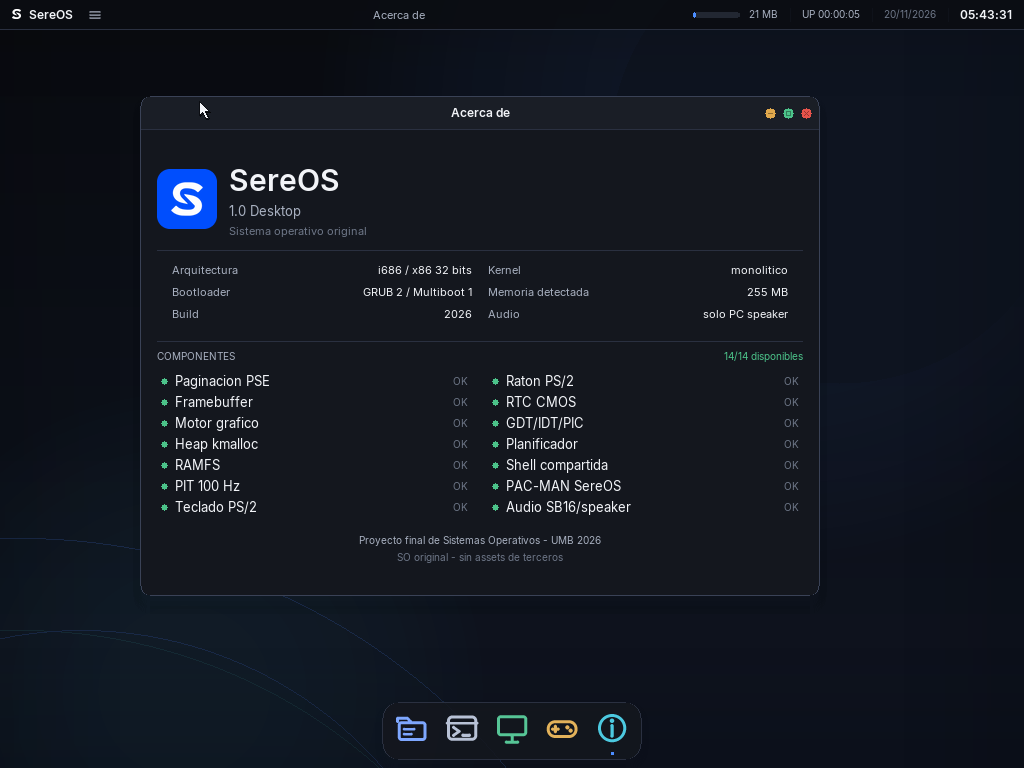 SereOS Acerca de 21 MB UP 00:00:05 20/11/2026 05:43:31
Acerca de
SereOS
1.0 Desktop
Sistema operativo original
Arquitectura i686 / x86 32 bits Kernel monolitico
Bootloader GRUB 2 / Multiboot 1 Memoria detectada 255 MB
Build 2026 Audio solo PC speaker
COMPONENTES 14/14 disponibles
Paginacion PSE OK Raton PS/2 OK
Framebuffer OK RTC CMOS OK
Motor grafico OK GDT/IDT/PIC OK
Heap kmalloc OK Planificador OK
RAMFS OK Shell compartida OK
PIT 100 Hz OK PAC-MAN SereOS OK
Teclado PS/2 OK Audio SB16/speaker OK
Proyecto final de Sistemas Operativos - UMB 2026
SO original - sin assets de terceros